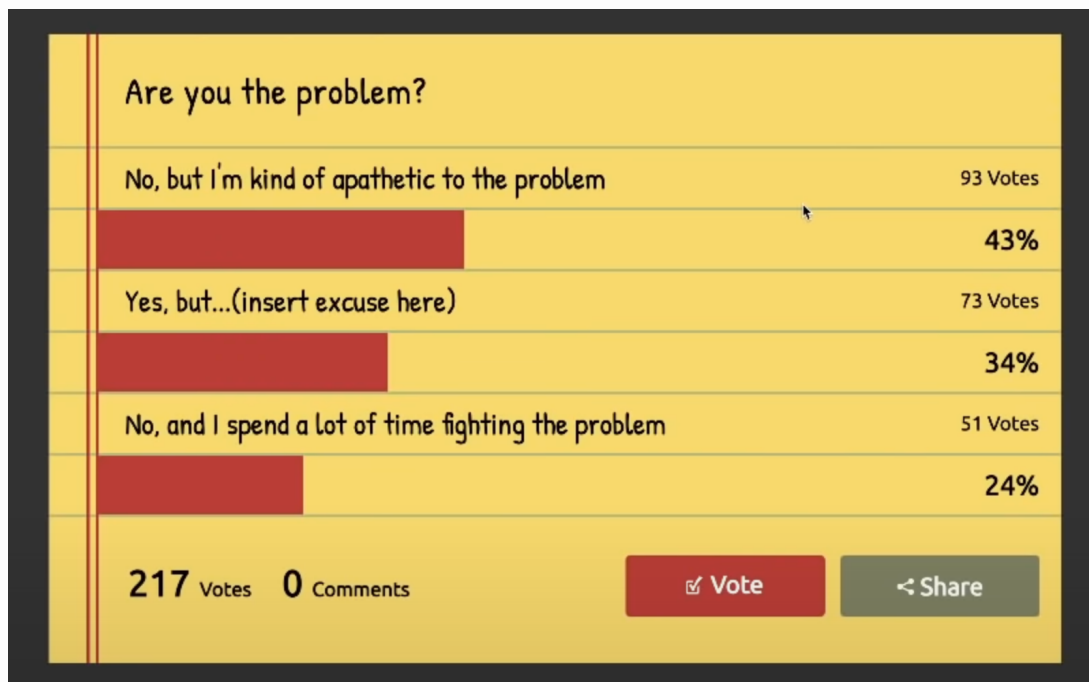 Are you the problem?
No, but I'm kind of apathetic to the problem 93 Votes
43%
Yes, but...(insert excuse here) 73 Votes
34%
No, and I spend a lot of time fighting the problem 51 Votes
24%
217 Votes 0 Comments Vote Share